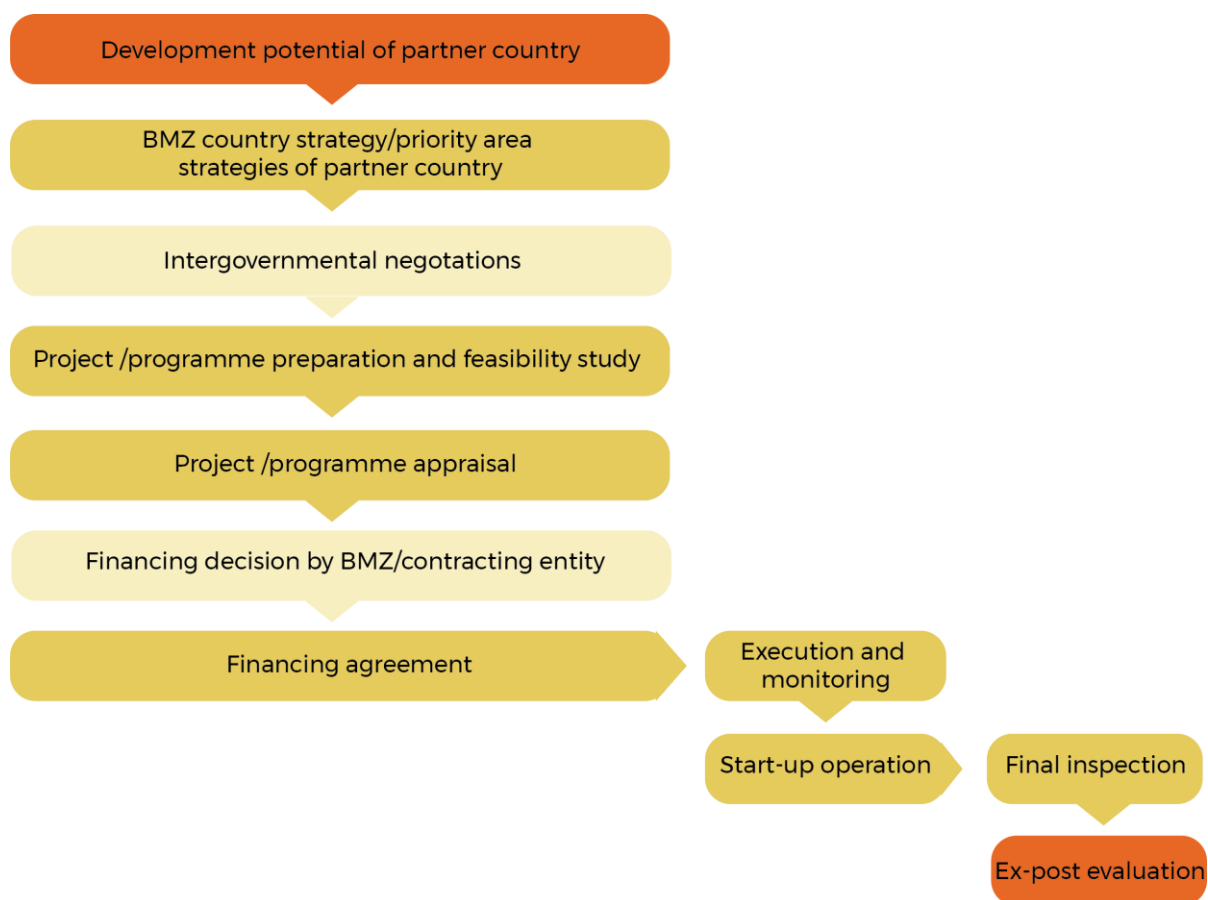 Development potential of partner country
BMZ country strategy/priority area
strategies of partner country
Intergovernmental negotations
Project /programme preparation and feasibility study
Project /programme appraisal
Financing decision by BMZ/contracting entity
Financing agreement
Execution and
monitoring
Start-up operation
Final inspection
Ex-post evaluation